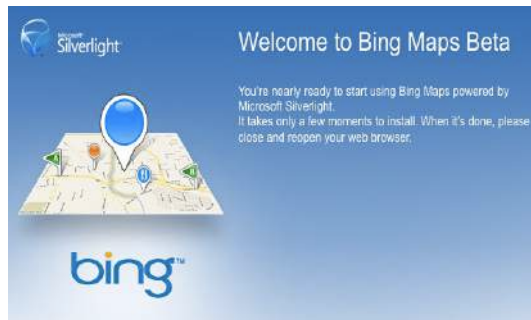 Microsoft
Silverlight
Welcome to Bing Maps Beta
You're nearly ready to start using Bing Maps powered by
Microsoft Silverlight.
It takes only a few moments to install. When it's done, please
close and reopen your web browser.
bing™